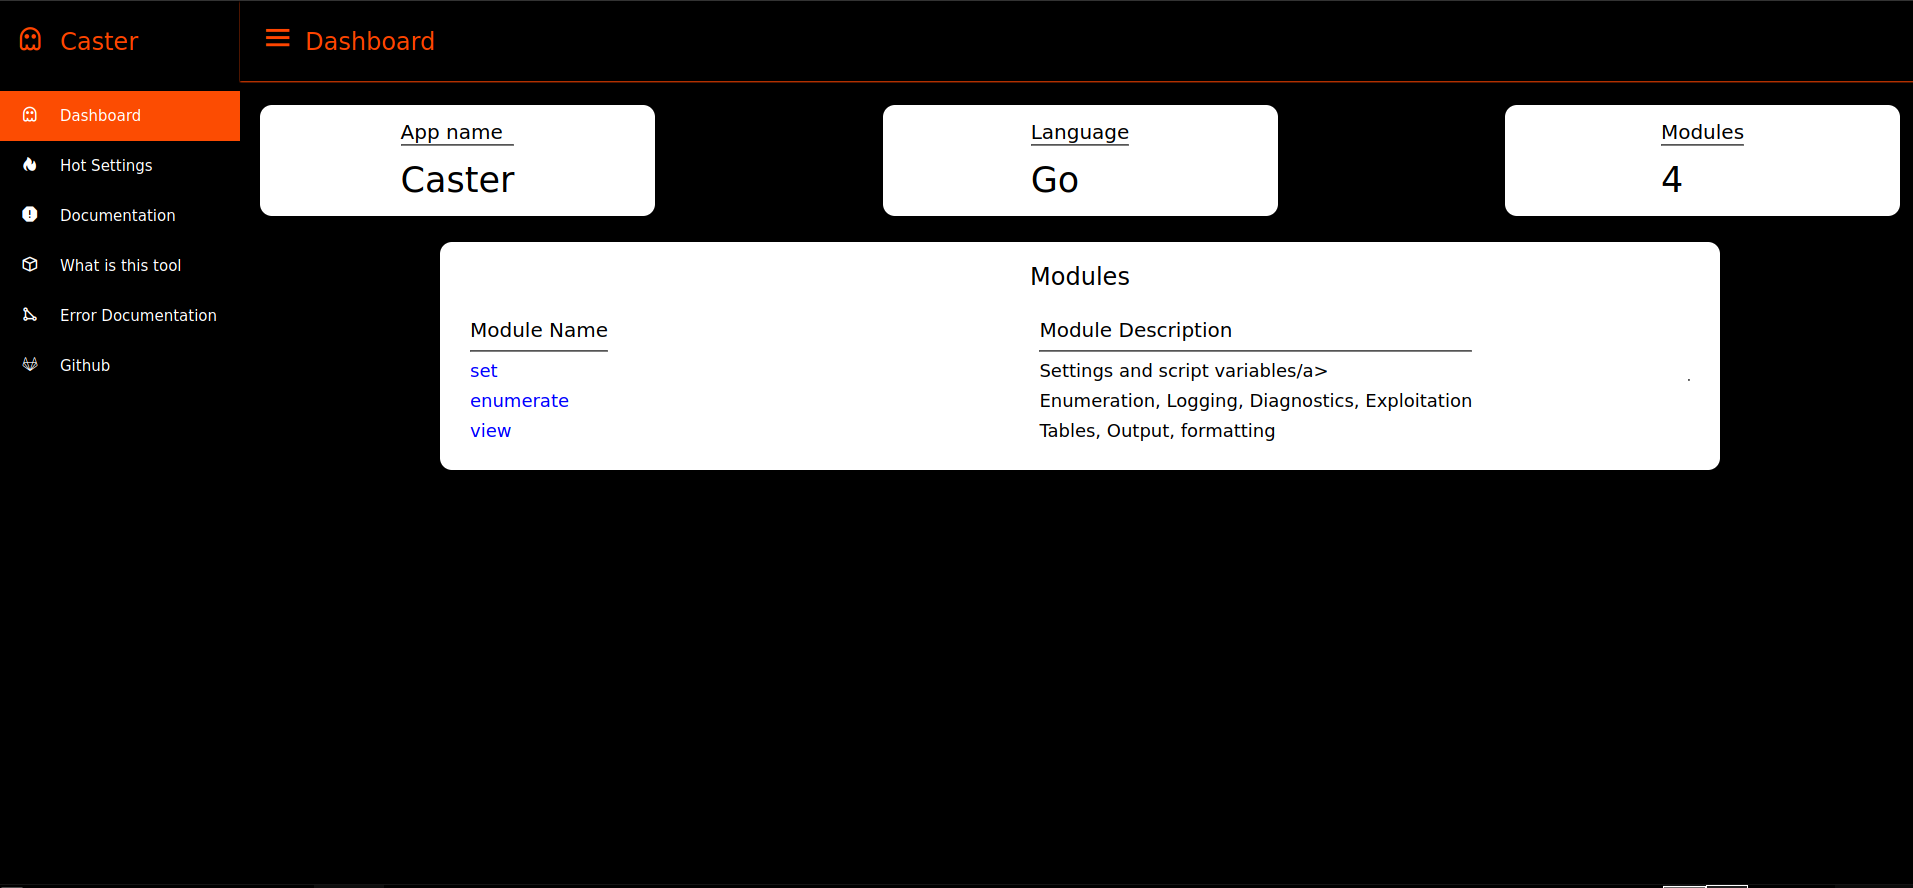 Caster
Dashboard
Dashboard
Hot Settings
Documentation
What is this tool
Error Documentation
Github
App name
Caster
Language
Go
Modules
4
Modules
Module Name Module Description
set Settings and script variables/a>
enumerate Enumeration, Logging, Diagnostics, Exploitation
view Tables, Output, formatting
.